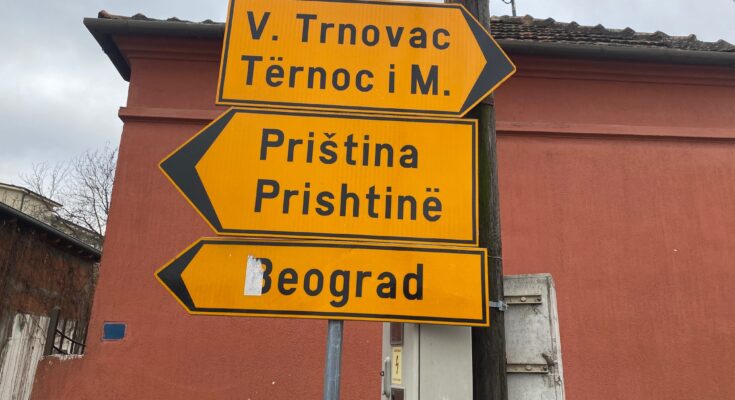 V. Trnovac
Tërnoc i M.
Priština
Prishtinë
Beograd